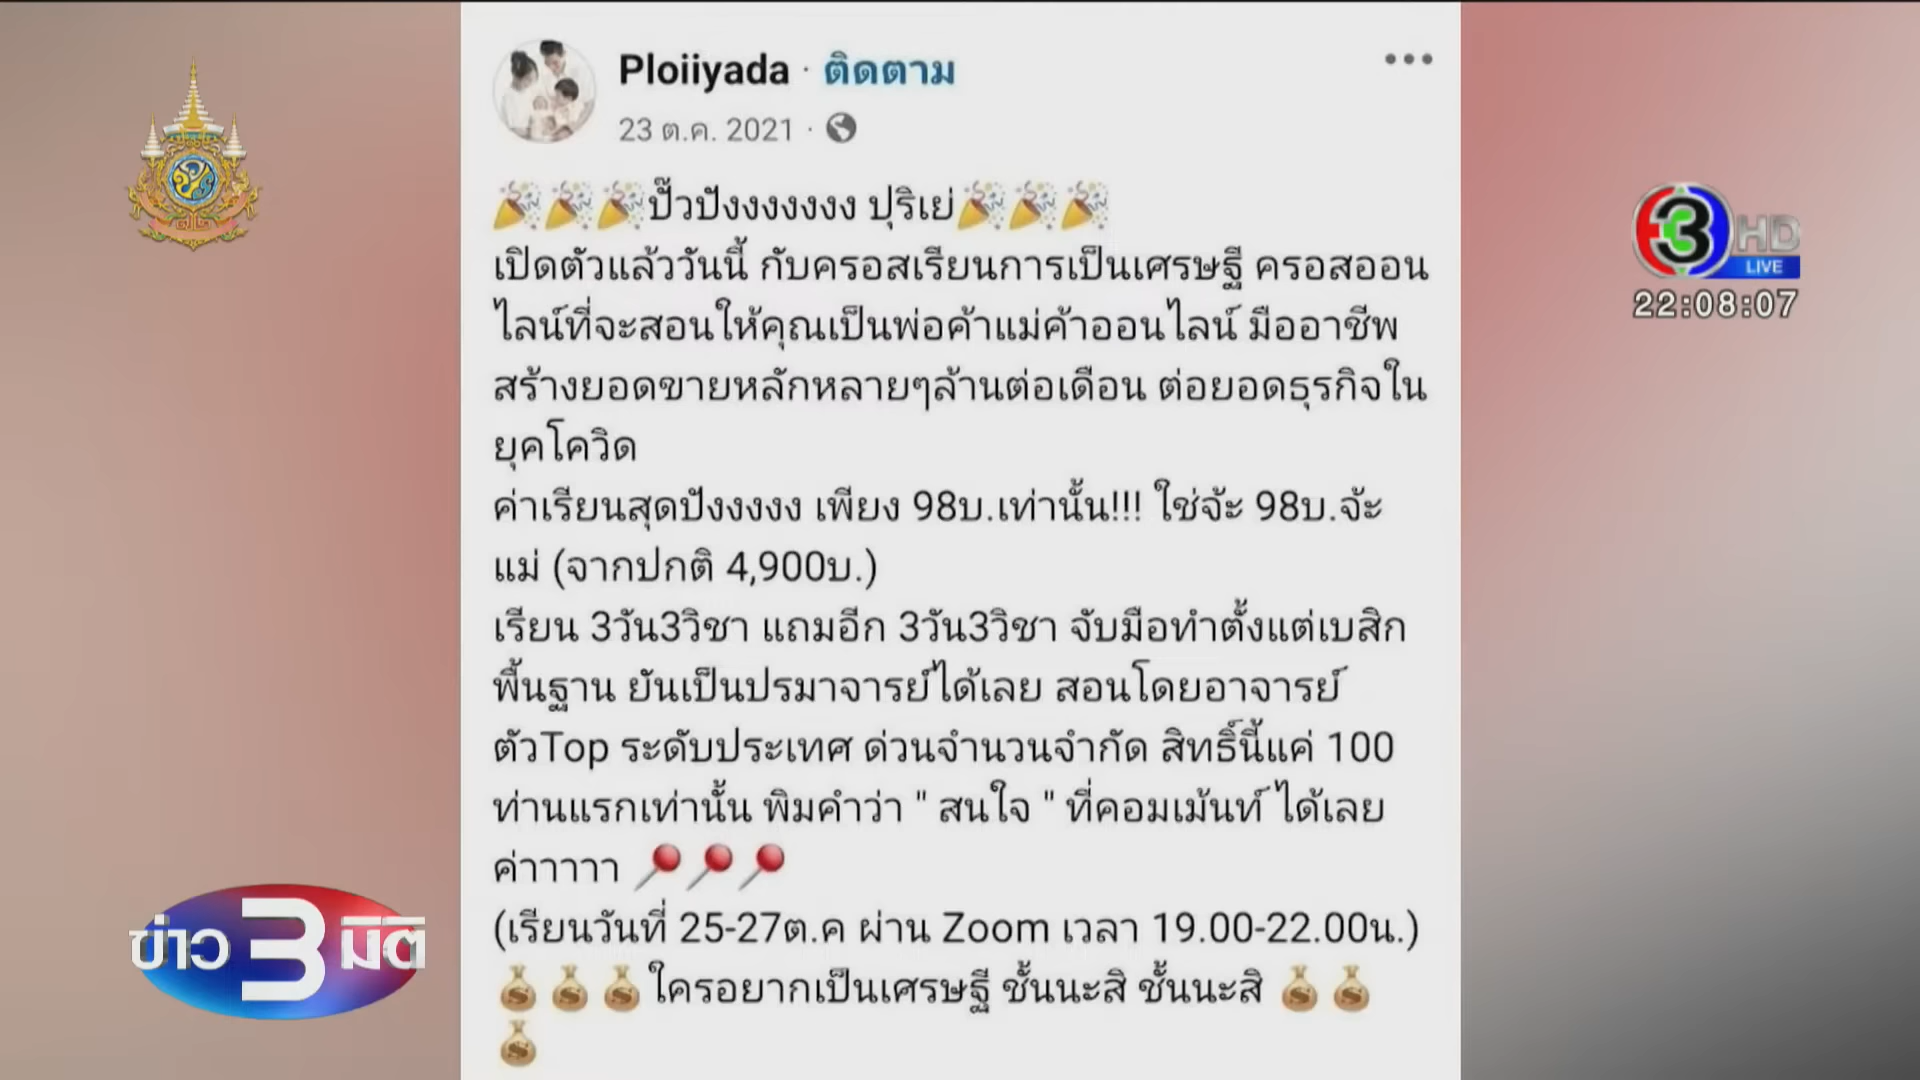 Ploiiyada · ติดตาม
23 ต.ค. 2021 ·
🎉🎉🎉ปั๊วปังงงงงงง ปุริเย่🎉🎉🎉
เปิดตัวแล้ววันนี้ กับครอสเรียนการเป็นเศรษฐี ครอสออน
ไลน์ที่จะสอนให้คุณเป็นพ่อค้าแม่ค้าออนไลน์ มืออาชีพ
สร้างยอดขายหลักหลายๆล้านต่อเดือน ต่อยอดธุรกิจใน
ยุคโควิด
ค่าเรียนสุดปังงงงง เพียง 98บ.เท่านั้น!!! ใช่จ้ะ 98บ.จ้ะ
แม่ (จากปกติ 4,900บ.)
เรียน 3วัน3วิชา แถมอีก 3วัน3วิชา จับมือทำตั้งแต่เบสิก
พื้นฐาน ยันเป็นปรมาจารย์ได้เลย สอนโดยอาจารย์
ตัวTop ระดับประเทศ ด่วนจำนวนจำกัด สิทธิ์นี้แค่ 100
ท่านแรกเท่านั้น พิมคำว่า " สนใจ " ที่คอมเม้นท์ ได้เลย
ค่าาาาา 📍📍📍
(เรียนวันที่ 25-27ต.ค ผ่าน Zoom เวลา 19.00-22.00น.)
💰💰💰ใครอยากเป็นเศรษฐี ชั้นนะสิ ชั้นนะสิ 💰💰
💰
3 HD
LIVE
22:08:07
ข่าว 3 มิติ